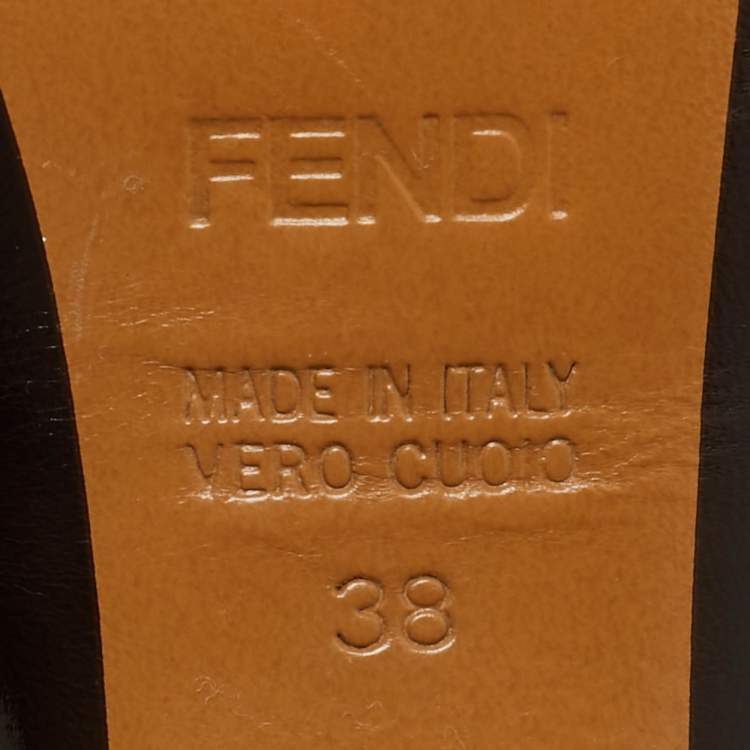 FENDI
MADE IN ITALY
VERO CUOIO
38